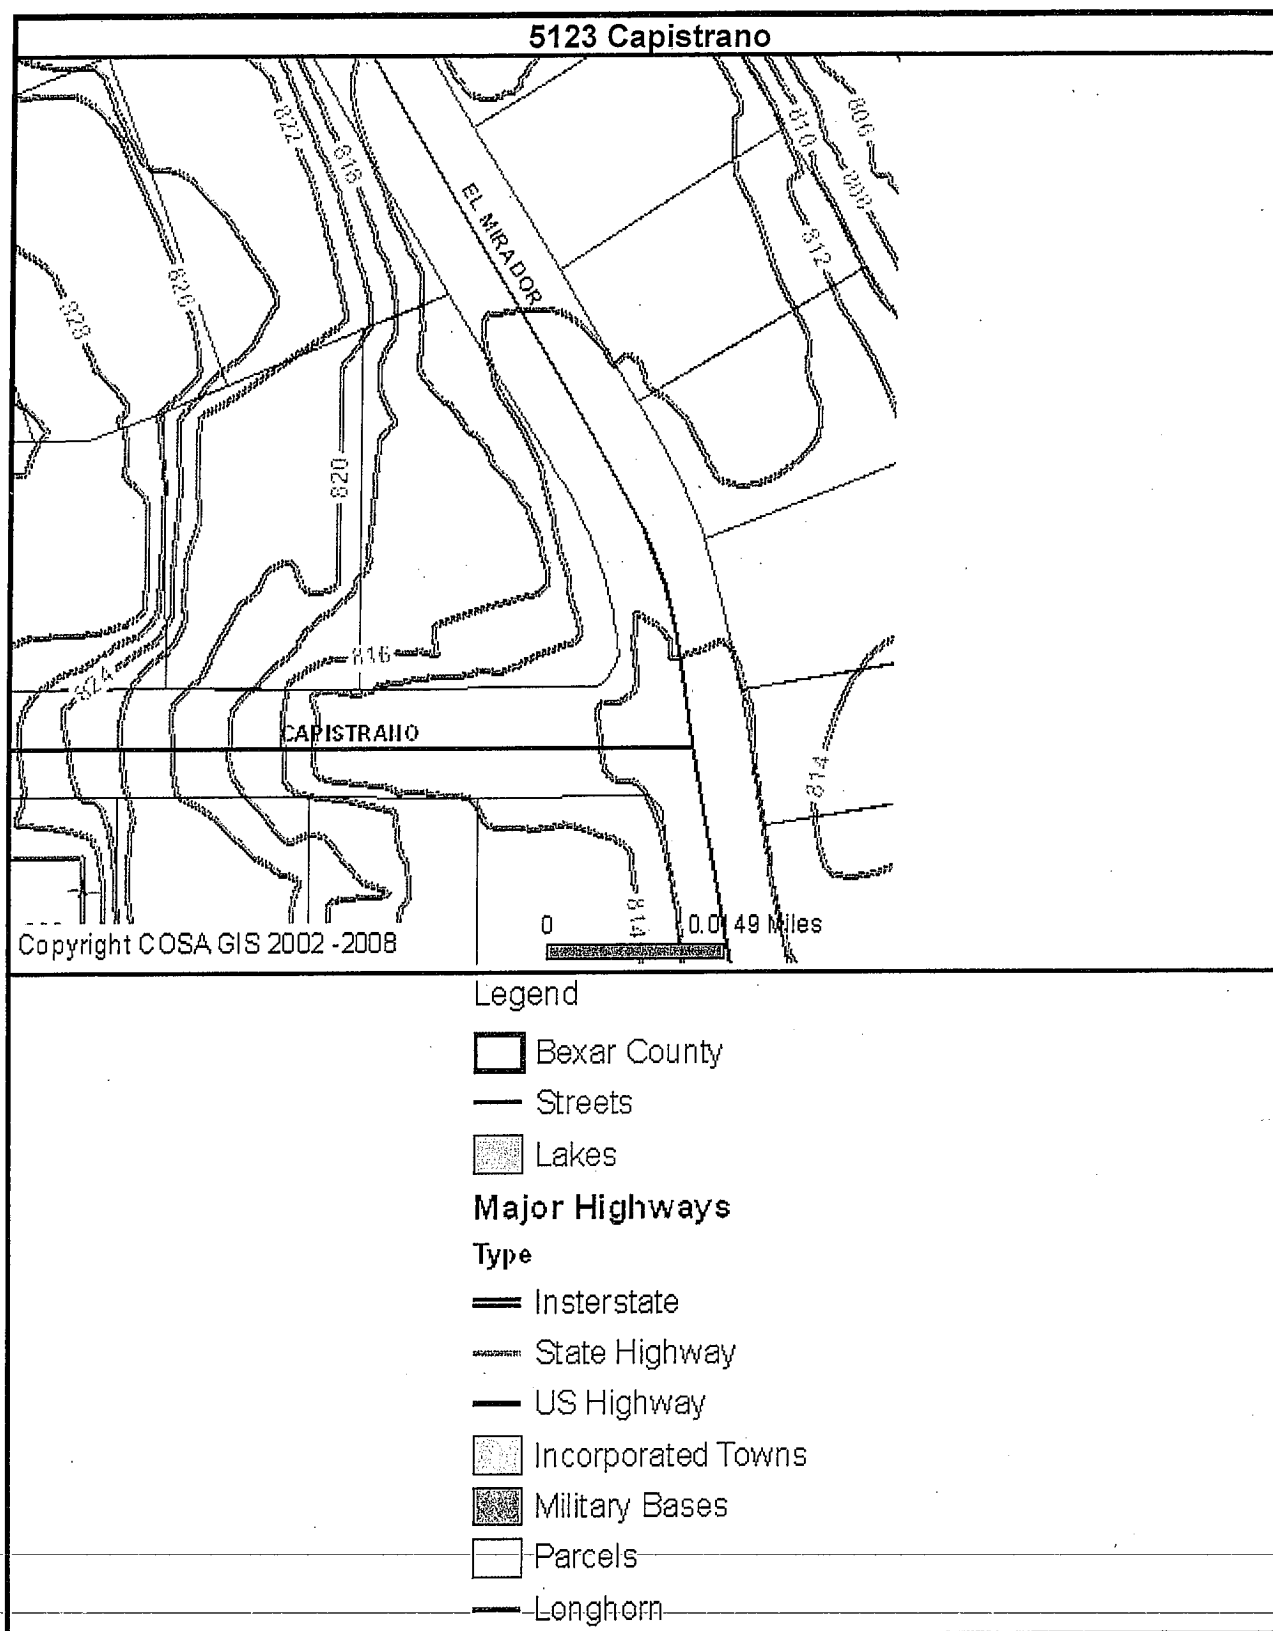 5123 Capistrano
822
818
806
810
808
EL MIRADOR
812
826
828
820
816
824
CAPISTRANO
814
814
0 0.0149 Miles
Copyright COSA GIS 2002 -2008
Legend
Bexar County
Streets
Lakes
Major Highways
Type
Insterstate
State Highway
US Highway
Incorporated Towns
Military Bases
Parcels
Longhorn